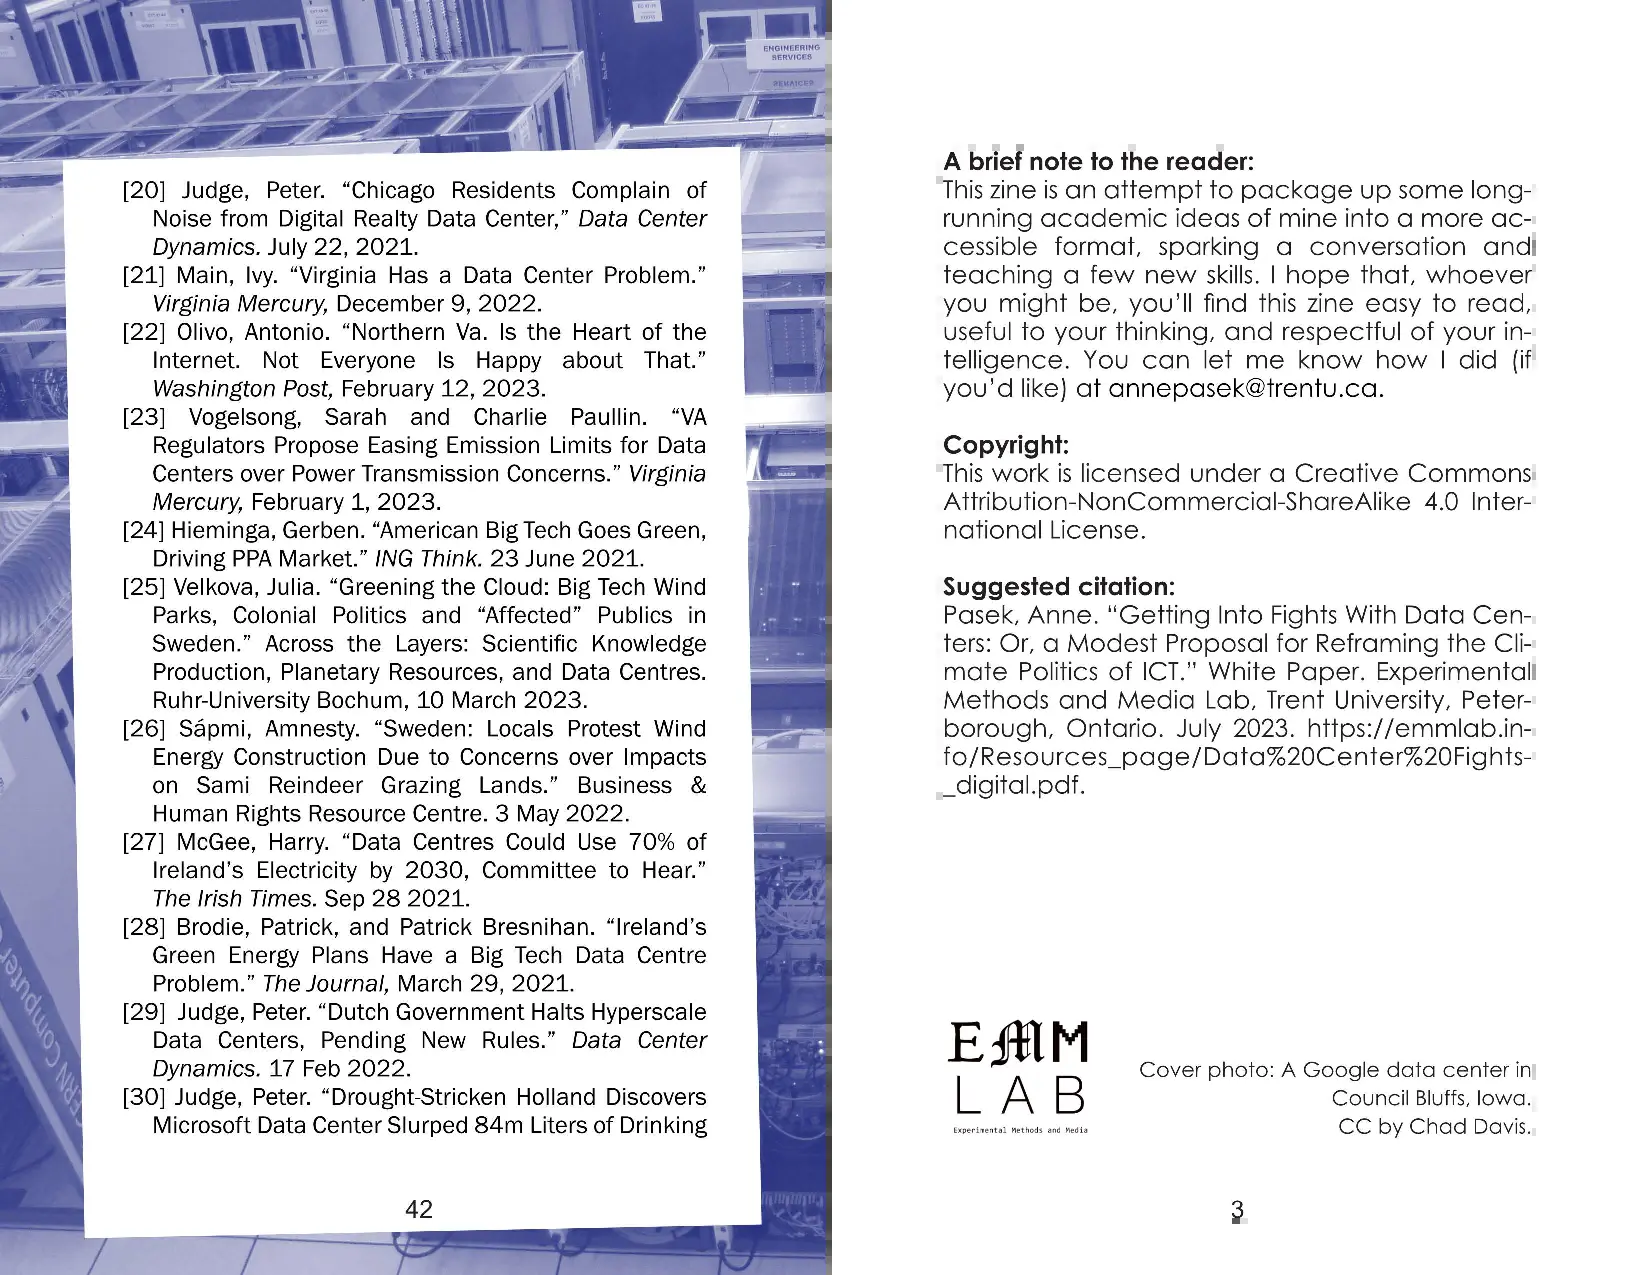 ENGINEERING
SERVICES
[20] Judge, Peter. “Chicago Residents Complain of
Noise from Digital Realty Data Center,” Data Center
Dynamics. July 22, 2021.
[21] Main, Ivy. “Virginia Has a Data Center Problem.”
Virginia Mercury, December 9, 2022.
[22] Olivo, Antonio. “Northern Va. Is the Heart of the
Internet. Not Everyone Is Happy about That.”
Washington Post, February 12, 2023.
[23] Vogelsong, Sarah and Charlie Paullin. “VA
Regulators Propose Easing Emission Limits for Data
Centers over Power Transmission Concerns.” Virginia
Mercury, February 1, 2023.
[24] Hieminga, Gerben. “American Big Tech Goes Green,
Driving PPA Market.” ING Think. 23 June 2021.
[25] Velkova, Julia. “Greening the Cloud: Big Tech Wind
Parks, Colonial Politics and “Affected” Publics in
Sweden.” Across the Layers: Scientific Knowledge
Production, Planetary Resources, and Data Centres.
Ruhr-University Bochum, 10 March 2023.
[26] Sápmi, Amnesty. “Sweden: Locals Protest Wind
Energy Construction Due to Concerns over Impacts
on Sami Reindeer Grazing Lands.” Business &
Human Rights Resource Centre. 3 May 2022.
[27] McGee, Harry. “Data Centres Could Use 70% of
Ireland’s Electricity by 2030, Committee to Hear.”
The Irish Times. Sep 28 2021.
[28] Brodie, Patrick, and Patrick Bresnihan. “Ireland’s
Green Energy Plans Have a Big Tech Data Centre
Problem.” The Journal, March 29, 2021.
[29] Judge, Peter. “Dutch Government Halts Hyperscale
Data Centers, Pending New Rules.” Data Center
Dynamics. 17 Feb 2022.
[30] Judge, Peter. “Drought-Stricken Holland Discovers
Microsoft Data Center Slurped 84m Liters of Drinking
42
A brief note to the reader:
This zine is an attempt to package up some long-
running academic ideas of mine into a more ac-
cessible format, sparking a conversation and
teaching a few new skills. I hope that, whoever
you might be, you’ll find this zine easy to read,
useful to your thinking, and respectful of your in-
telligence. You can let me know how I did (if
you’d like) at annepasek@trentu.ca.
Copyright:
This work is licensed under a Creative Commons
Attribution-NonCommercial-ShareAlike 4.0 Inter-
national License.
Suggested citation:
Pasek, Anne. “Getting Into Fights With Data Cen-
ters: Or, a Modest Proposal for Reframing the Cli-
mate Politics of ICT.” White Paper. Experimental
Methods and Media Lab, Trent University, Peter-
borough, Ontario. July 2023. https://emmlab.in-
fo/Resources_page/Data%20Center%20Fights-
_digital.pdf.
EMM
LAB
Experimental Methods and Media
Cover photo: A Google data center in
Council Bluffs, Iowa.
CC by Chad Davis.
3